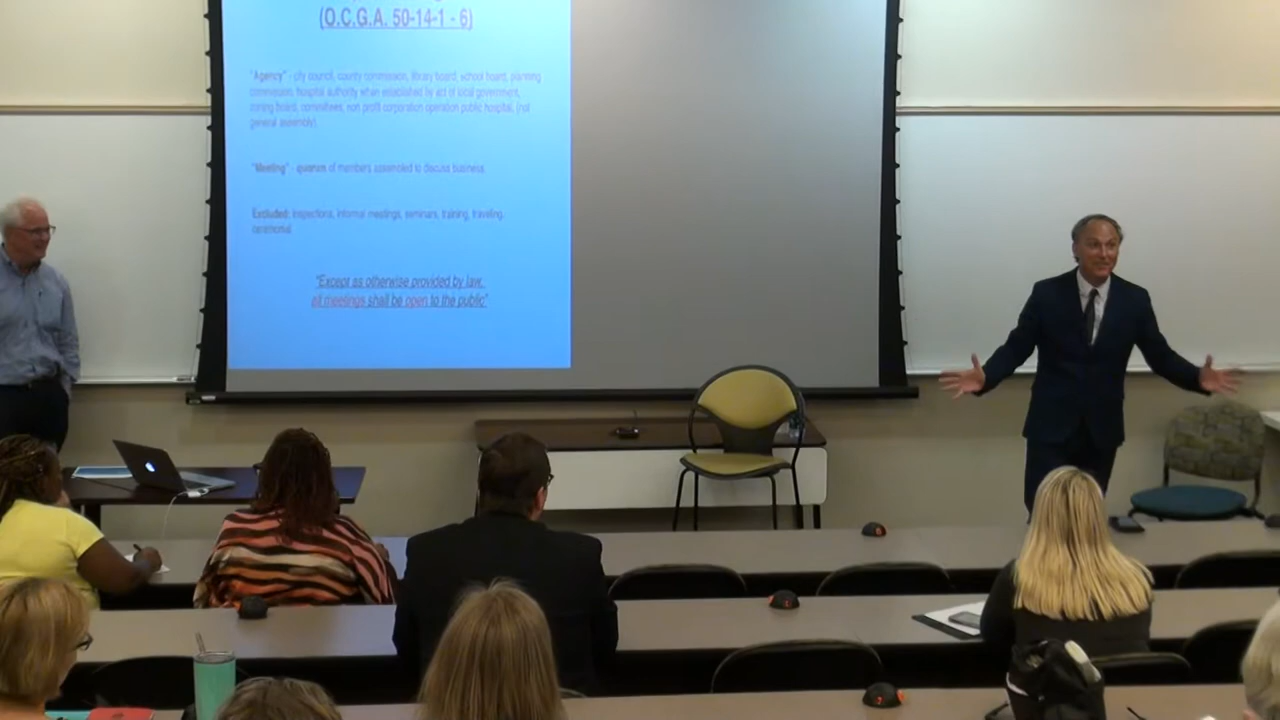 (O.C.G.A. 50-14-1 - 6)
"Agency" - city council, county commission, library board, school board, planning
commission, hospital authority when established by act of local government,
zoning board, committees, non profit corporation operation public hospital, (not
general assembly)
"Meeting" - quorum of members assembled to discuss business.
Excluded: inspections, informal meetings, seminars, training, traveling,
ceremonial
"Except as otherwise provided by law,
all meetings shall be open to the public"